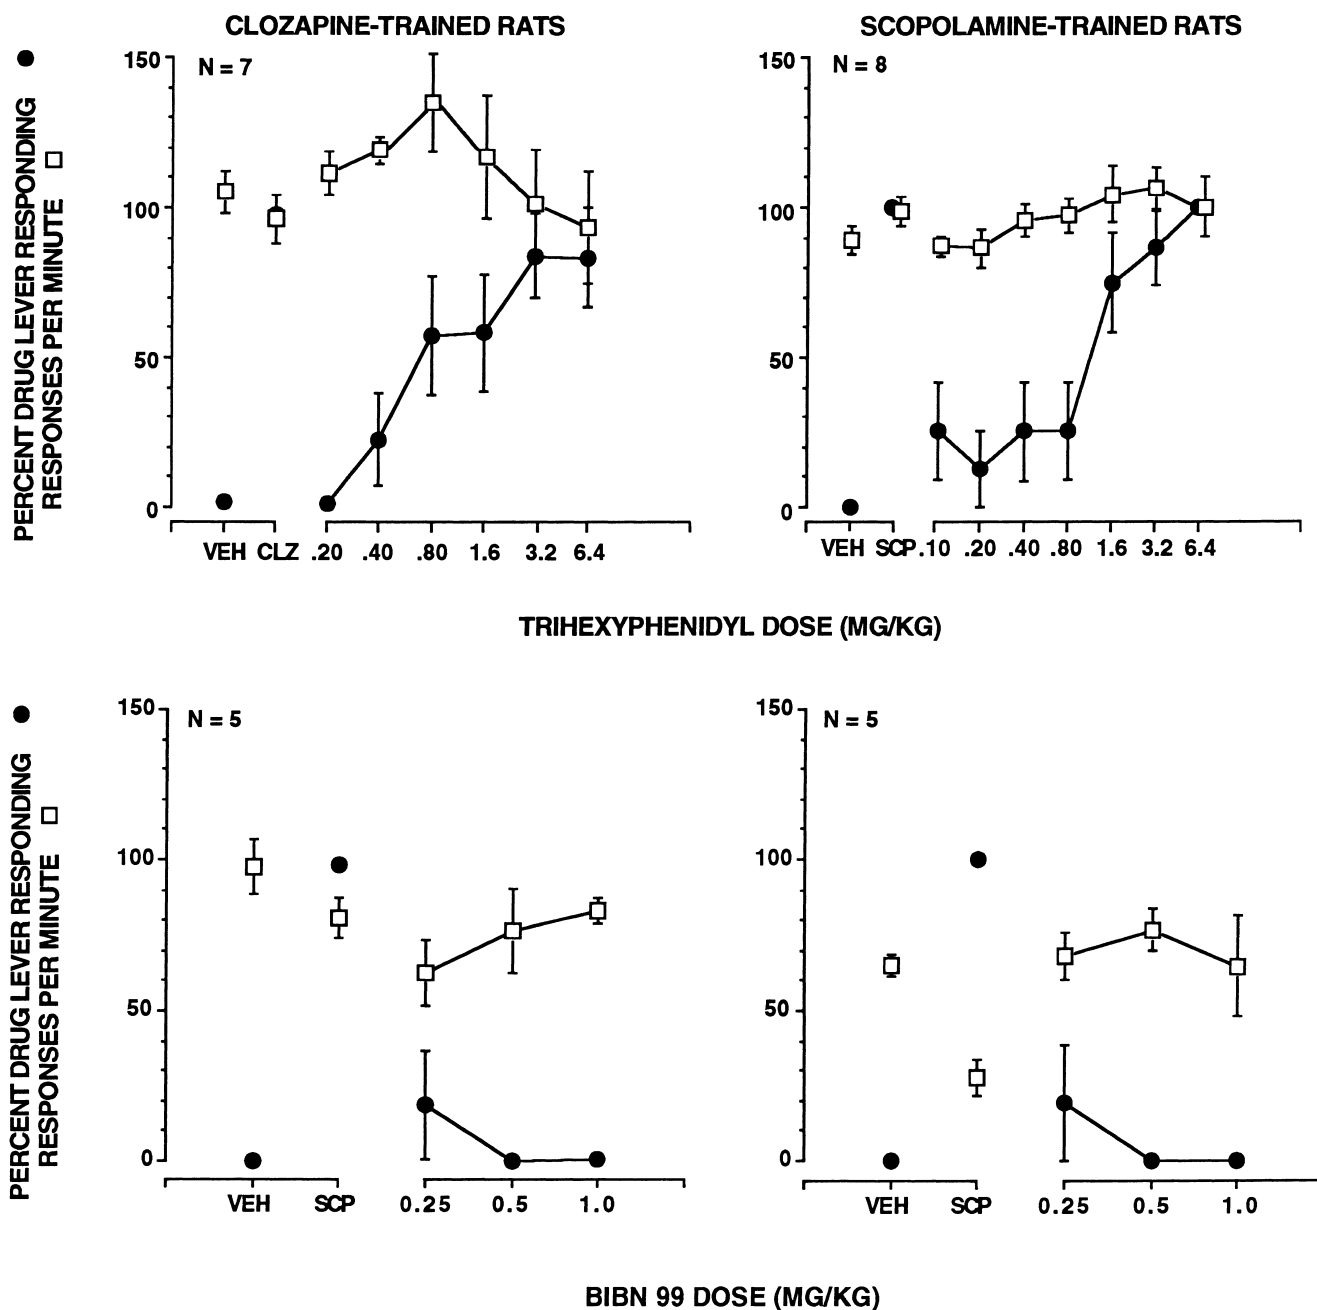 CLOZAPINE-TRAINED RATS
SCOPOLAMINE-TRAINED RATS
PERCENT DRUG LEVER RESPONDING
RESPONSES PER MINUTE
150
N = 7
100
50
0
VEH CLZ .20 .40 .80 1.6 3.2 6.4
150
N = 8
100
50
0
VEH SCP .10 .20 .40 .80 1.6 3.2 6.4
TRIHEXYPHENIDYL DOSE (MG/KG)
PERCENT DRUG LEVER RESPONDING
RESPONSES PER MINUTE
150
N = 5
100
50
0
VEH SCP 0.25 0.5 1.0
150
N = 5
100
50
0
VEH SCP 0.25 0.5 1.0
BIBN 99 DOSE (MG/KG)